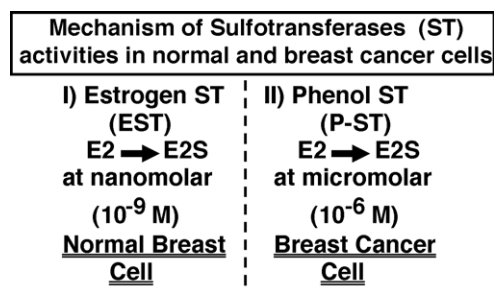 Mechanism of Sulfotransferases (ST)
activities in normal and breast cancer cells
I) Estrogen ST
(EST)
E2 → E2S
at nanomolar
(10⁻⁹ M)
Normal Breast
Cell
II) Phenol ST
(P-ST)
E2 → E2S
at micromolar
(10⁻⁶ M)
Breast Cancer
Cell